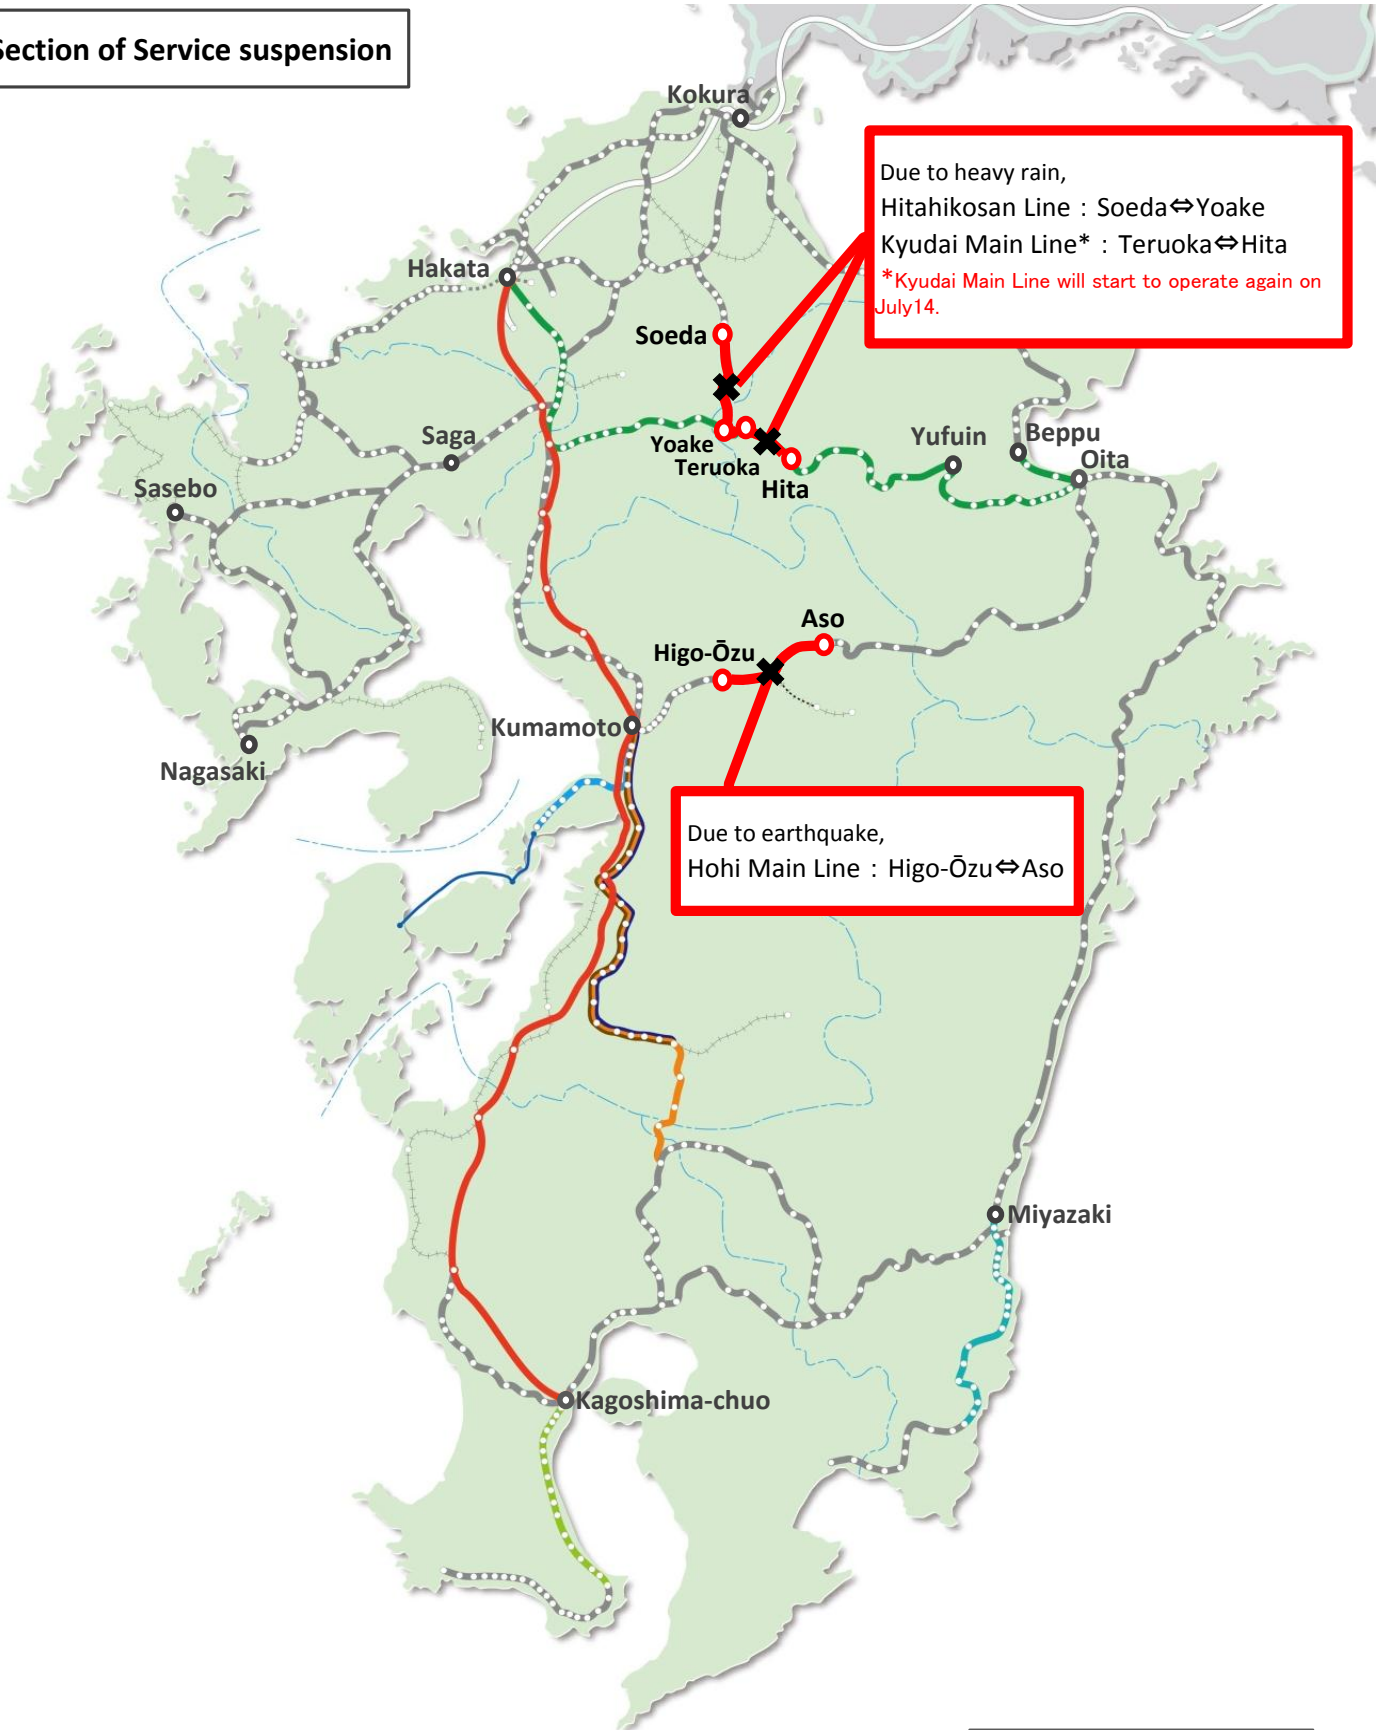 Section of Service suspension
Kokura
Due to heavy rain,
Hitahikosan Line : Soeda⇔Yoake
Kyudai Main Line* : Teruoka⇔Hita
*Kyudai Main Line will start to operate again on
July14.
Hakata
Soeda
Saga
Yoake
Teruoka
Hita
Yufuin
Beppu
Oita
Sasebo
Aso
Higo-Ōzu
Kumamoto
Nagasaki
Due to earthquake,
Hohi Main Line : Higo-Ōzu⇔Aso
Miyazaki
Kagoshima-chuo